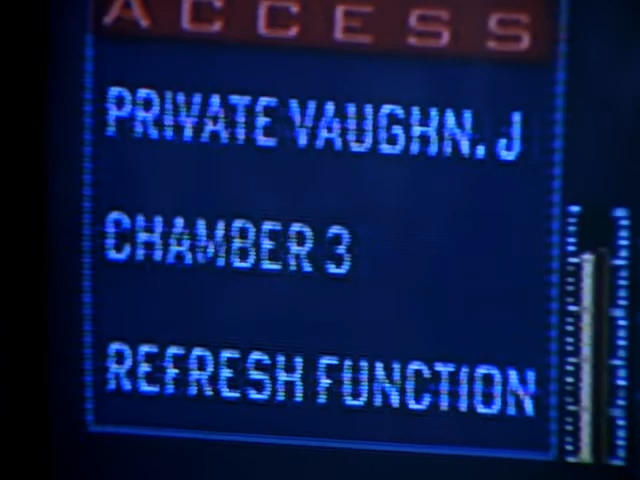 ACCESS
PRIVATE VAUGHN. J
CHAMBER 3
REFRESH FUNCTION